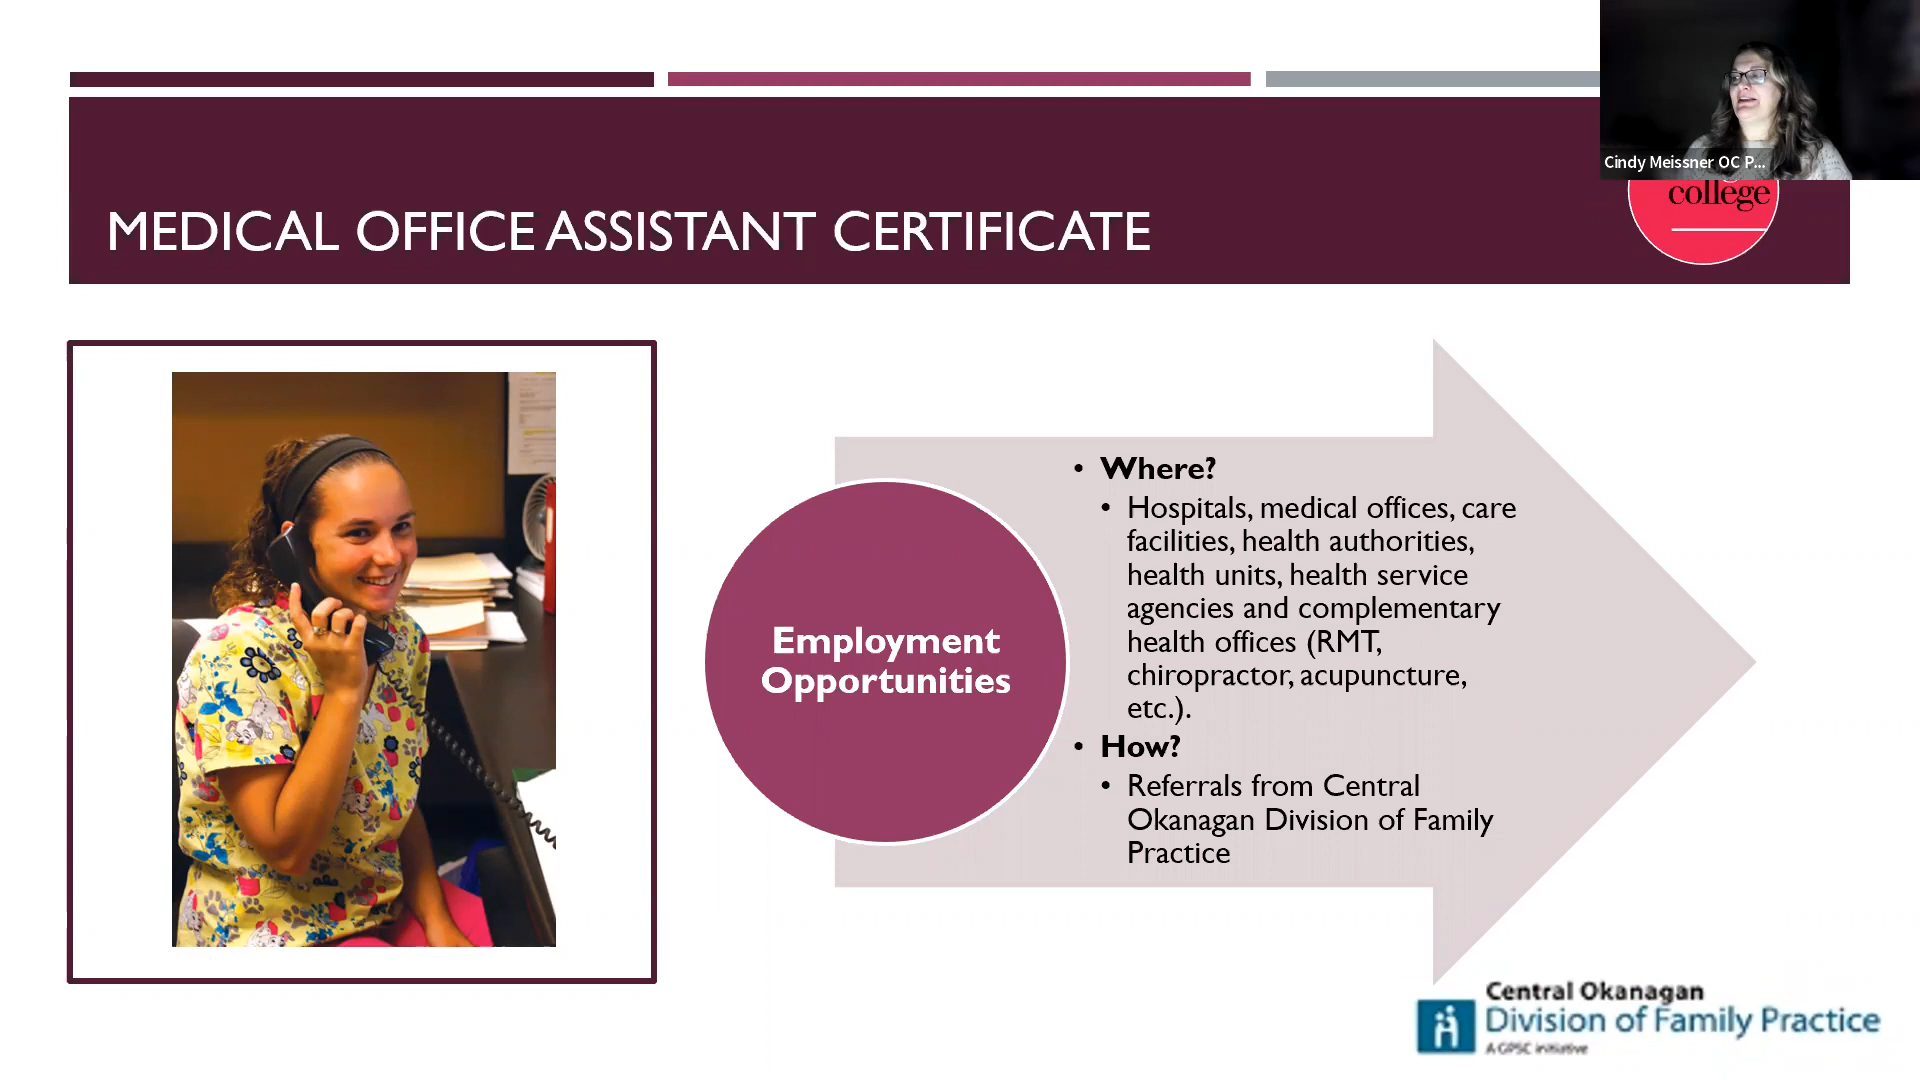 Cindy Meissner OC P...
college
MEDICAL OFFICE ASSISTANT CERTIFICATE
Employment
Opportunities
• Where?
• Hospitals, medical offices, care
facilities, health authorities,
health units, health service
agencies and complementary
health offices (RMT,
chiropractor, acupuncture,
etc.).
• How?
• Referrals from Central
Okanagan Division of Family
Practice
Central Okanagan
Division of Family Practice
A GPSC initiative